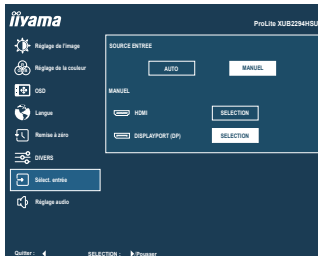 iiyama
ProLite XUB2294HSU
Réglage de l'image
Réglage de la couleur
OSD
Langue
Remise à zéro
DIVERS
Sélect. entrée
Réglage audio
SOURCE ENTREE
AUTO MANUEL
MANUEL
HDMI SELECTION
DISPLAYPORT (DP) SELECTION
Quitter : SELECTION : /Pousser